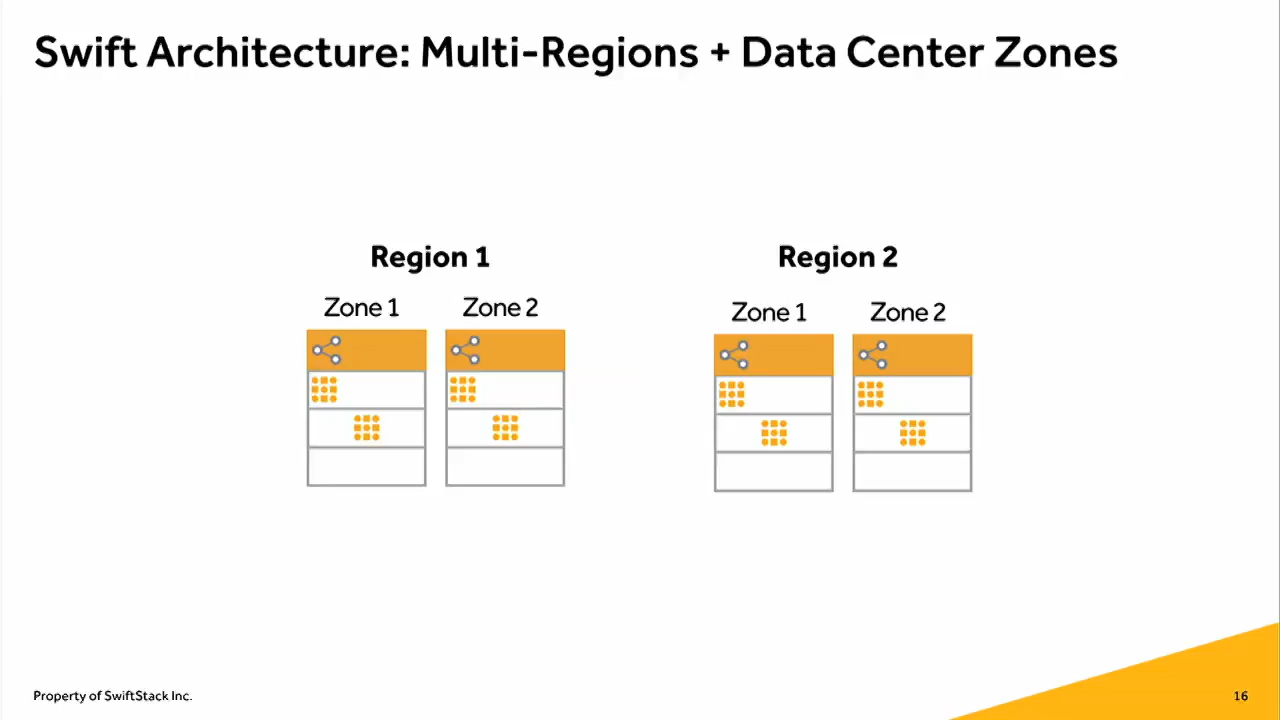 Swift Architecture: Multi-Regions + Data Center Zones
Region 1
Zone 1
Zone 2
Region 2
Zone 1
Zone 2
Property of SwiftStack Inc.
16